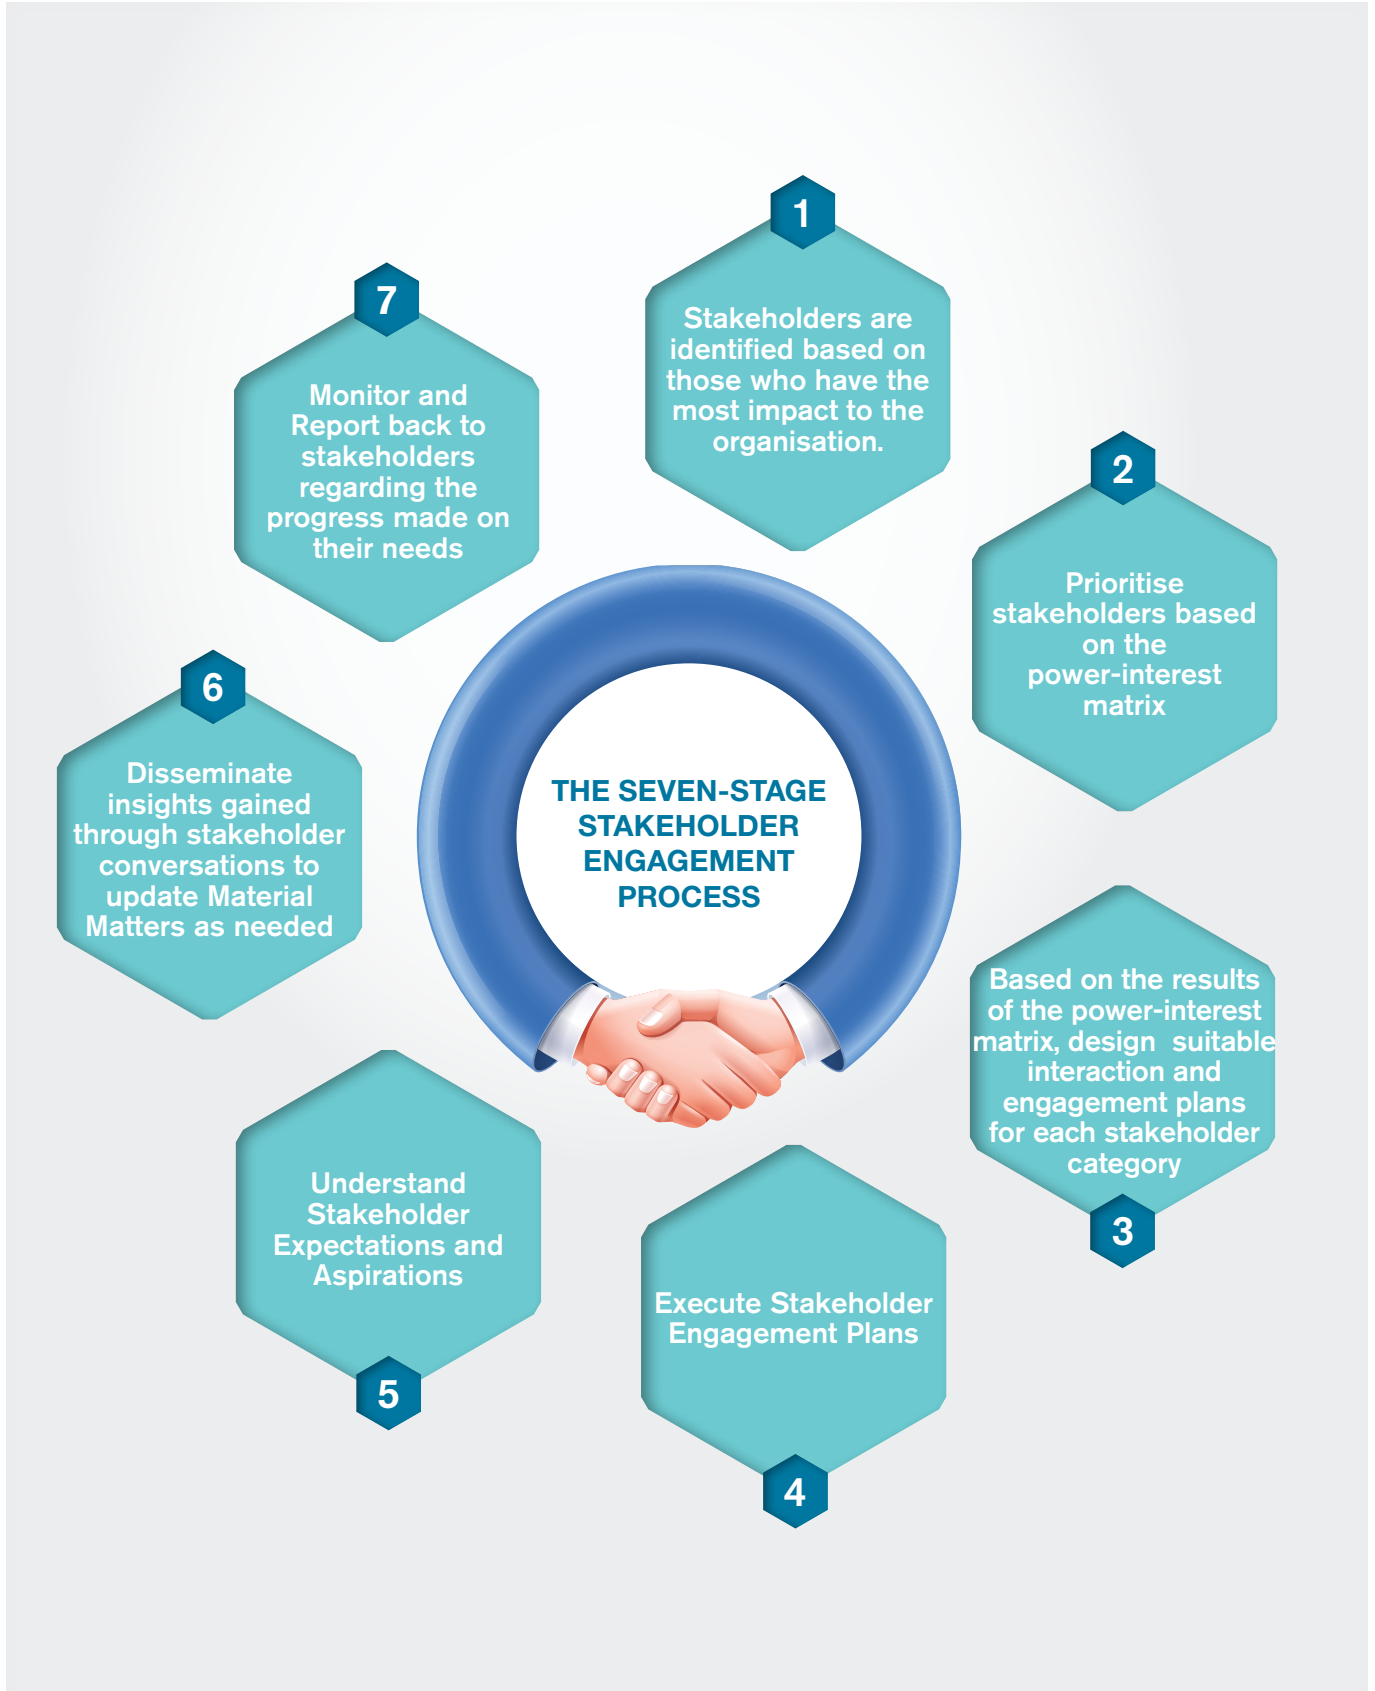 THE SEVEN-STAGE
STAKEHOLDER
ENGAGEMENT
PROCESS
1
Stakeholders are
identified based on
those who have the
most impact to the
organisation.
2
Prioritise
stakeholders based
on the
power-interest
matrix
Based on the results
of the power-interest
matrix, design  suitable
interaction and
engagement plans
for each stakeholder
category
3
Execute Stakeholder
Engagement Plans
4
Understand
Stakeholder
Expectations and
Aspirations
5
6
Disseminate
insights gained
through stakeholder
conversations to
update Material
Matters as needed
7
Monitor and
Report back to
stakeholders
regarding the
progress made on
their needs